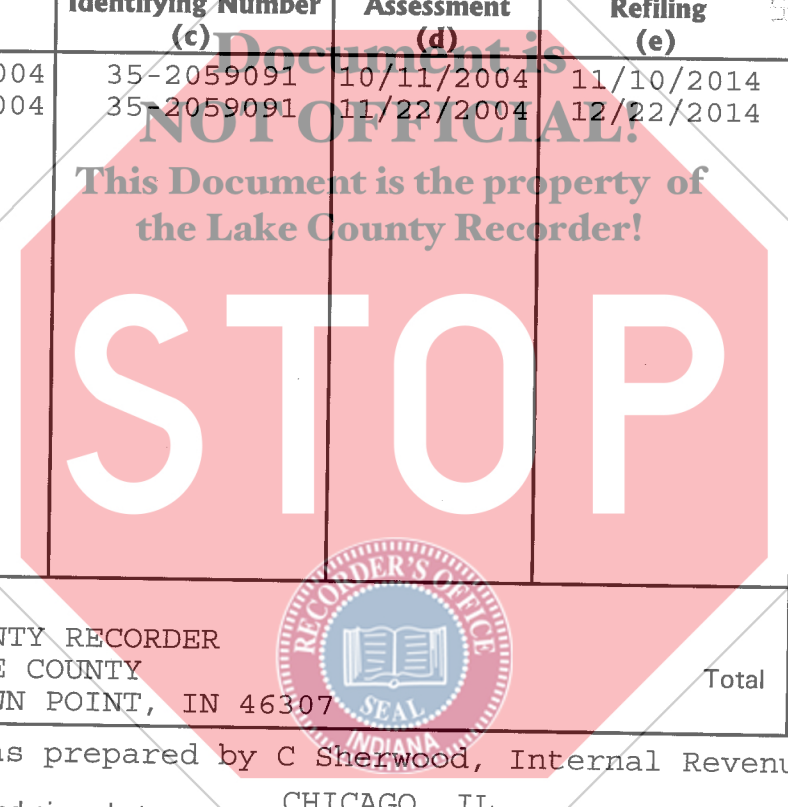 Identifying Number Assessment Refiling
(c) (d) (e)
Document is
004 35-2059091 10/11/2004 11/10/2014
004 35-2059091 11/22/2004 12/22/2014
NOT OFFICIAL!
This Document is the property of
the Lake County Recorder!
STOP
RECORDER'S OFFICE
SEAL
INDIANA
NTY RECORDER
E COUNTY
WN POINT, IN 46307
Total
as prepared by C Sherwood, Internal Revenu
CHICAGO, IL